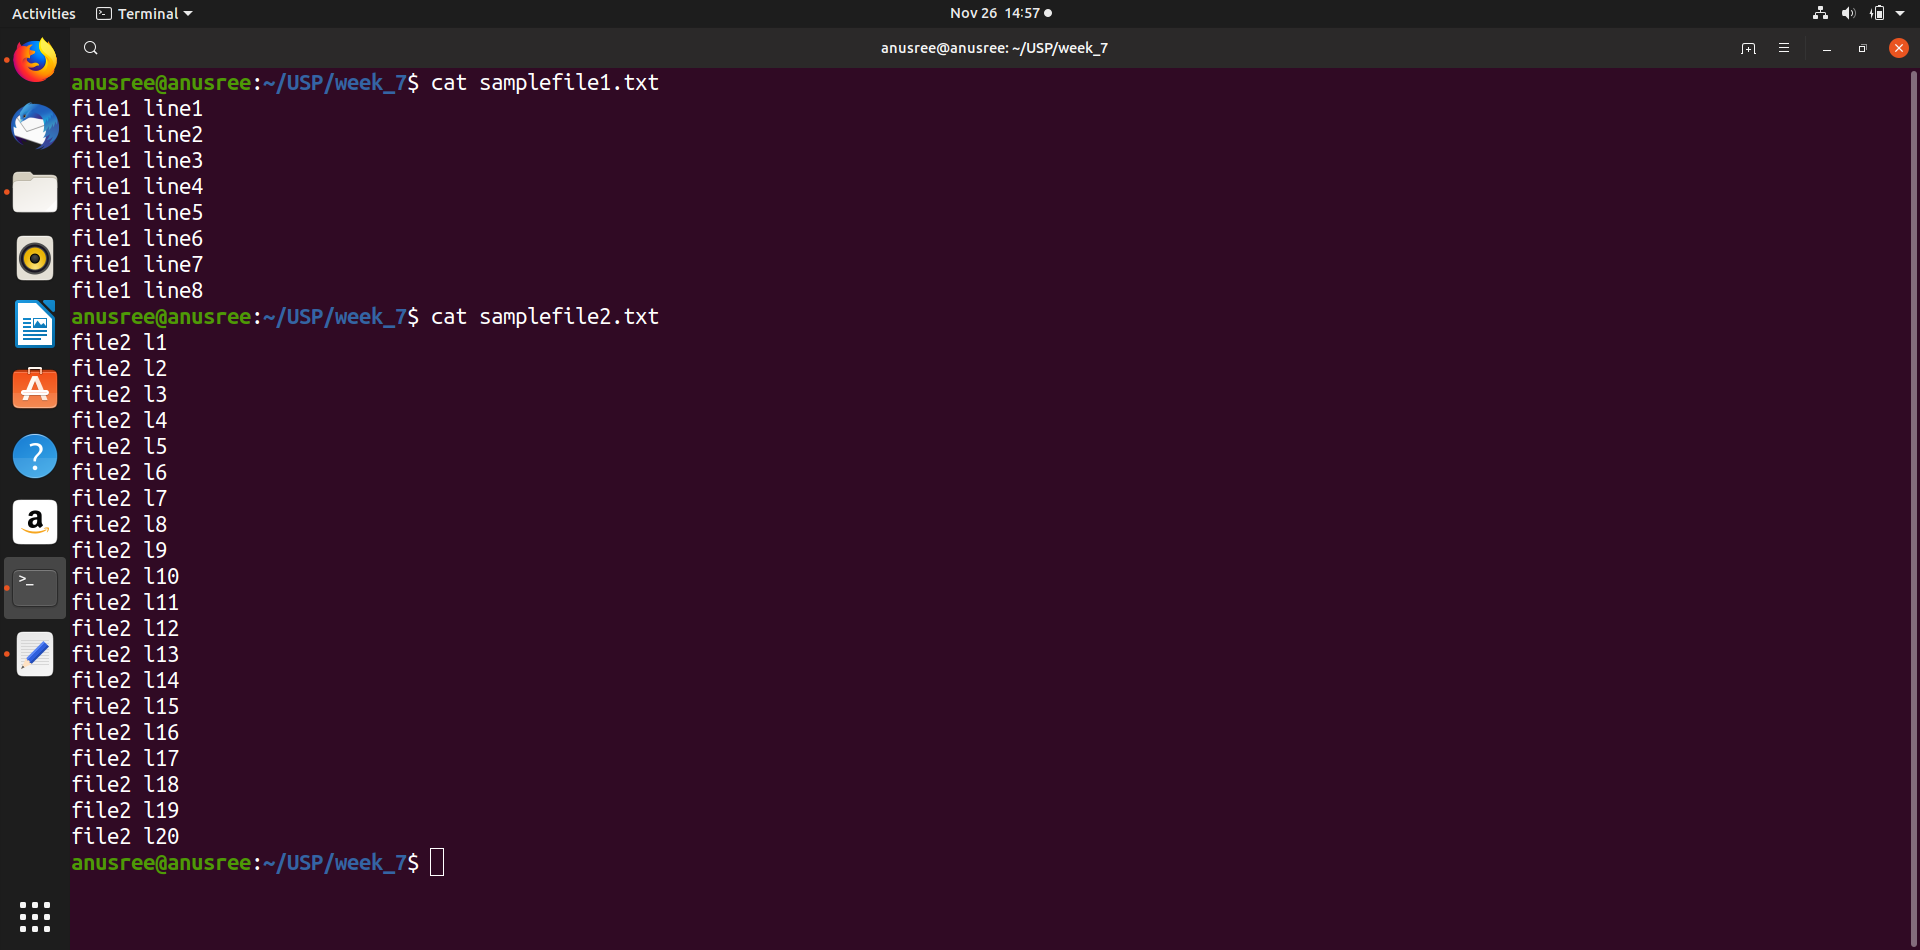 Activities Terminal Nov 26 14:57
anusree@anusree: ~/USP/week_7
anusree@anusree:~/USP/week_7$ cat samplefile1.txt
file1 line1
file1 line2
file1 line3
file1 line4
file1 line5
file1 line6
file1 line7
file1 line8
anusree@anusree:~/USP/week_7$ cat samplefile2.txt
file2 l1
file2 l2
file2 l3
file2 l4
file2 l5
file2 l6
file2 l7
file2 l8
file2 l9
file2 l10
file2 l11
file2 l12
file2 l13
file2 l14
file2 l15
file2 l16
file2 l17
file2 l18
file2 l19
file2 l20
anusree@anusree:~/USP/week_7$